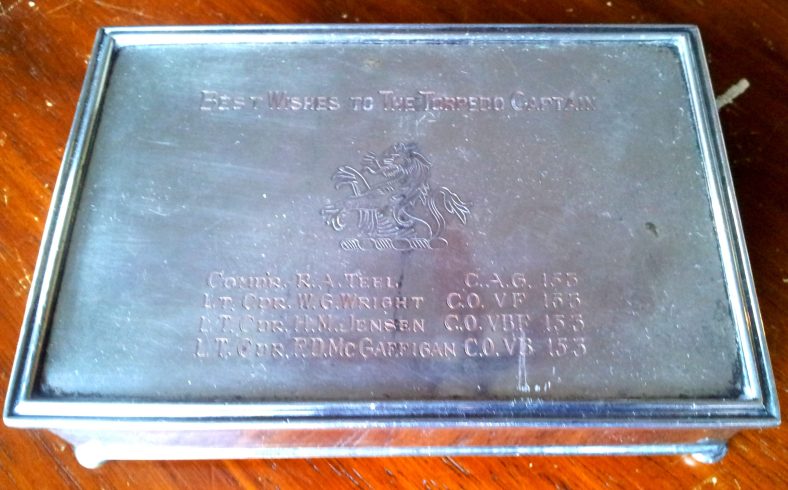 BEST WISHES TO THE TORPEDO CAPTAIN
COMDR. R.A. TEEL C.A.G. 153
LT. CDR. W.G. WRIGHT C.O. VF 153
LT. CDR. H.M. JENSEN C.O. VBF 153
LT. CDR. P.D. MCGAFFIGAN C.O. VB 153